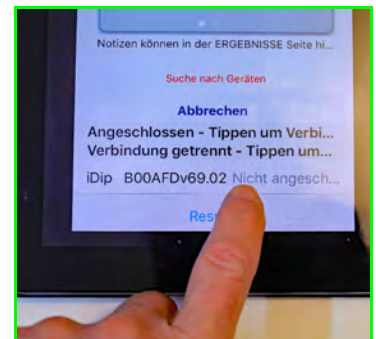 Notizen können in der ERGEBNISSE Seite hi...
Suche nach Geräten
Abbrechen
Angeschlossen - Tippen um Verbi...
Verbindung getrennt - Tippen um...
iDip B00AFDv69.02 Nicht angesch...